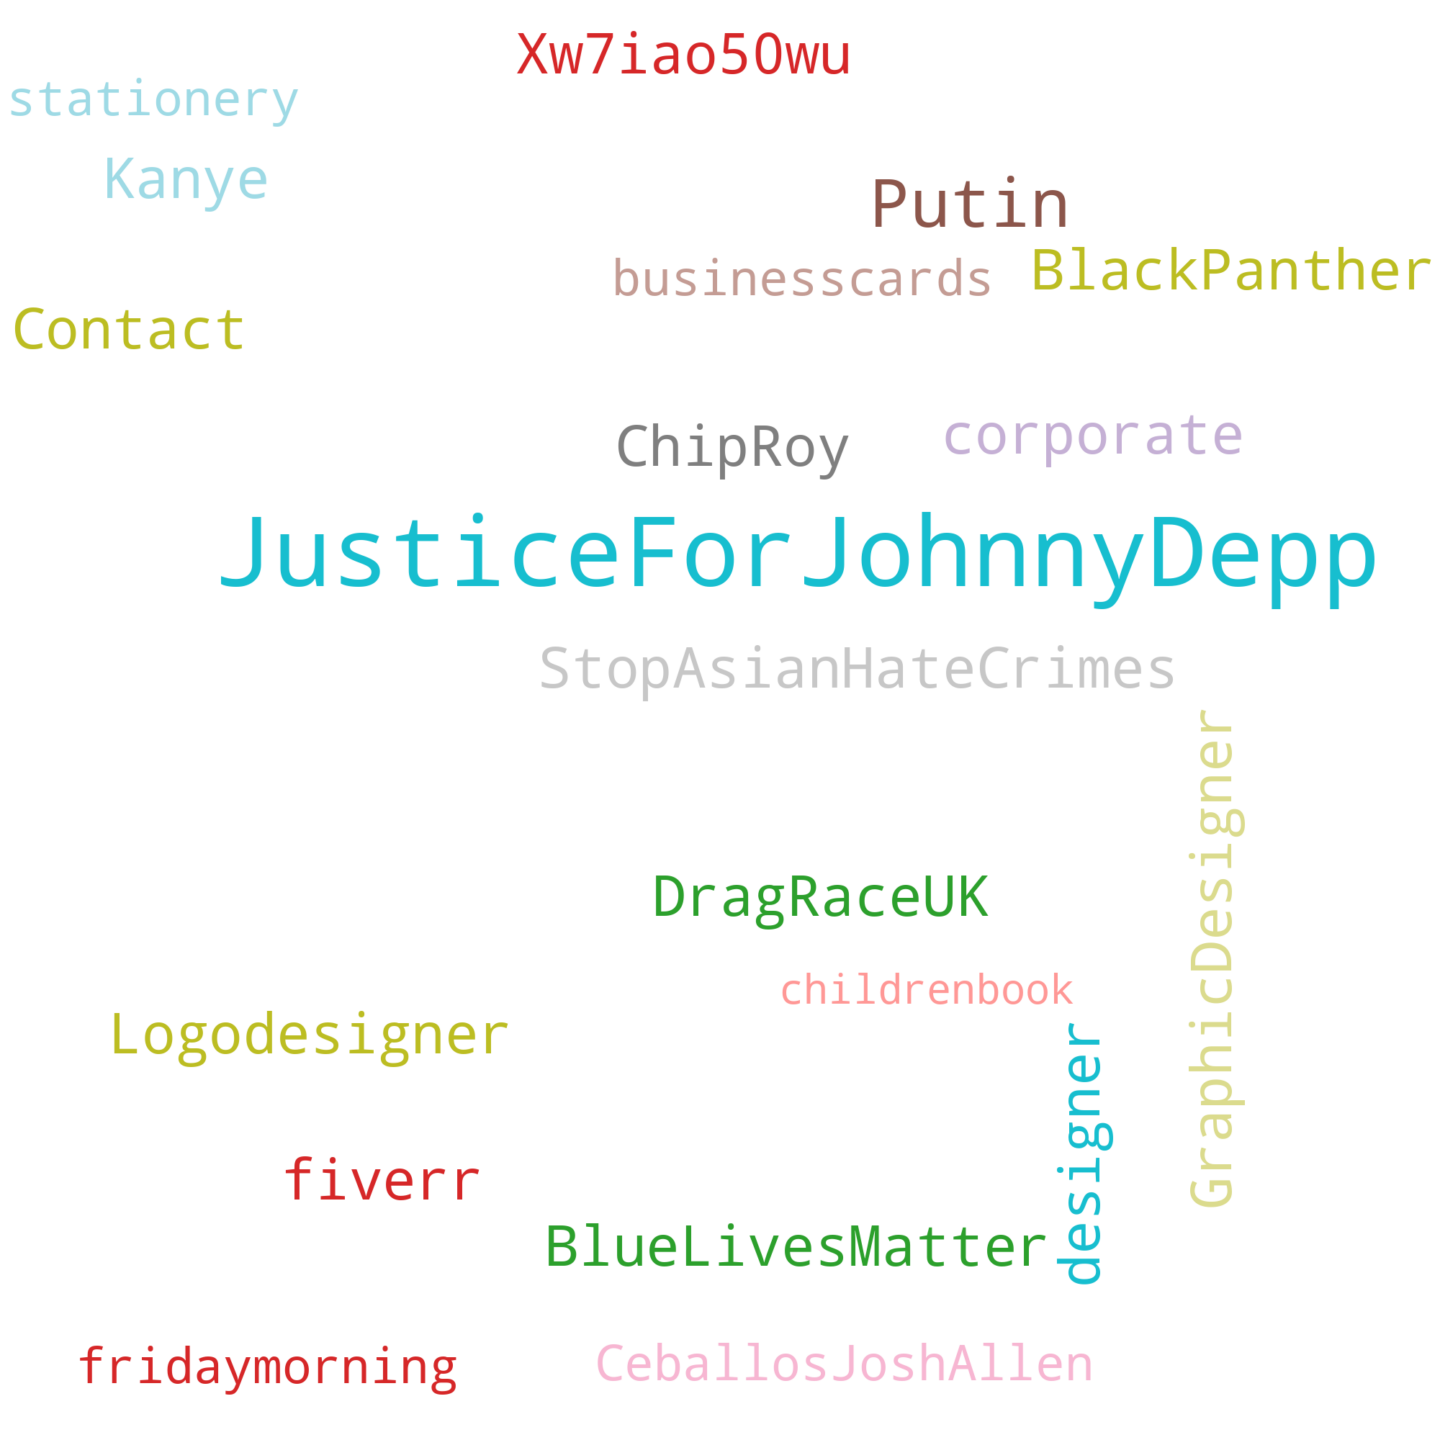 Xw7iao5Owu
stationery
Kanye
Putin
businesscards
BlackPanther
Contact
ChipRoy
corporate
JusticeForJohnnyDepp
StopAsianHateCrimes
GraphicDesigner
DragRaceUK
childrenbook
Logodesigner
designer
fiverr
BlueLivesMatter
fridaymorning
CeballosJoshAllen